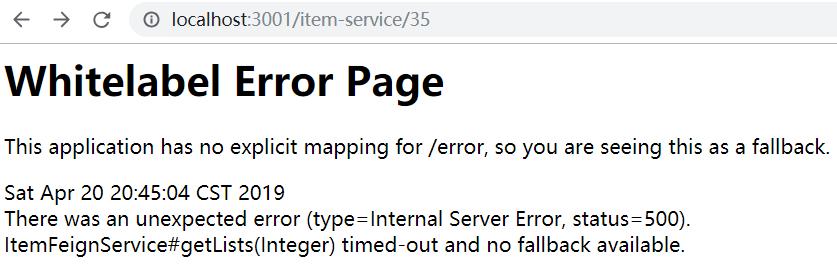 localhost:3001/item-service/35
Whitelabel Error Page
This application has no explicit mapping for /error, so you are seeing this as a fallback.
Sat Apr 20 20:45:04 CST 2019
There was an unexpected error (type=Internal Server Error, status=500).
ItemFeignService#getLists(Integer) timed-out and no fallback available.